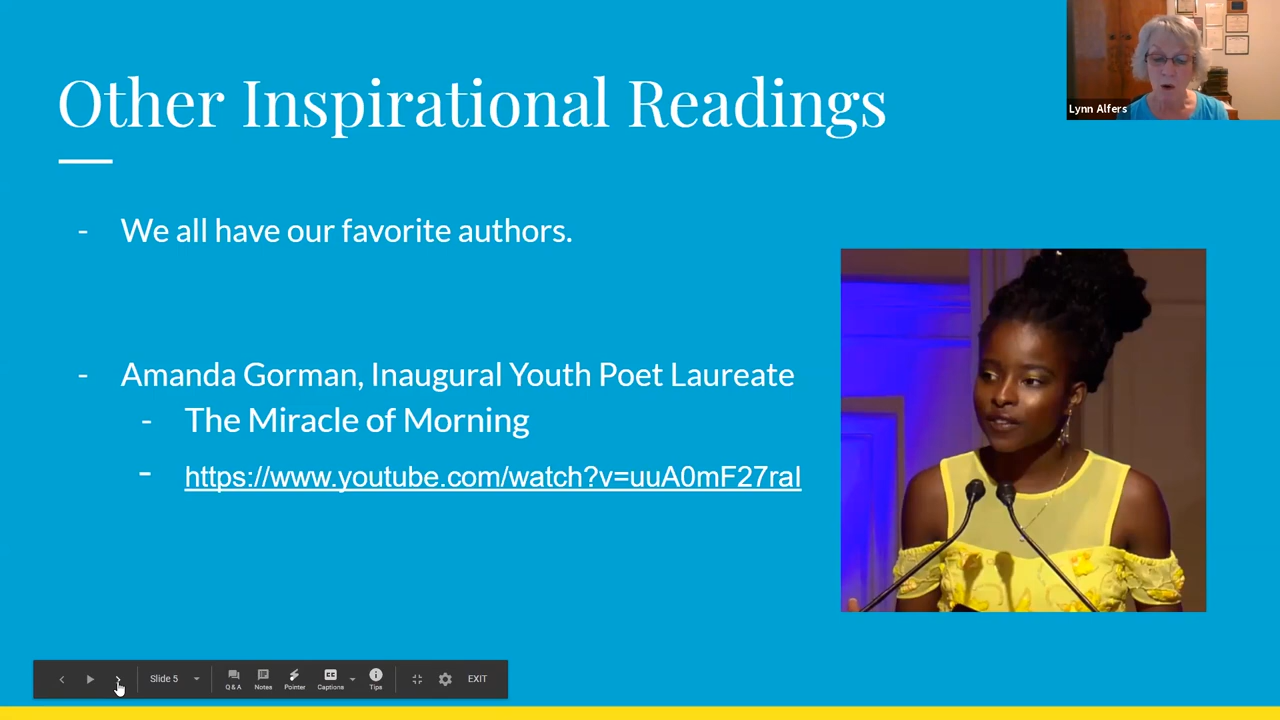 Other Inspirational Readings
Lynn Alfers
- We all have our favorite authors.
- Amanda Gorman, Inaugural Youth Poet Laureate
- The Miracle of Morning
- https://www.youtube.com/watch?v=uuA0mF27raI
Slide 5
Q & A
Notes
Pointer
Captions
Tips
EXIT